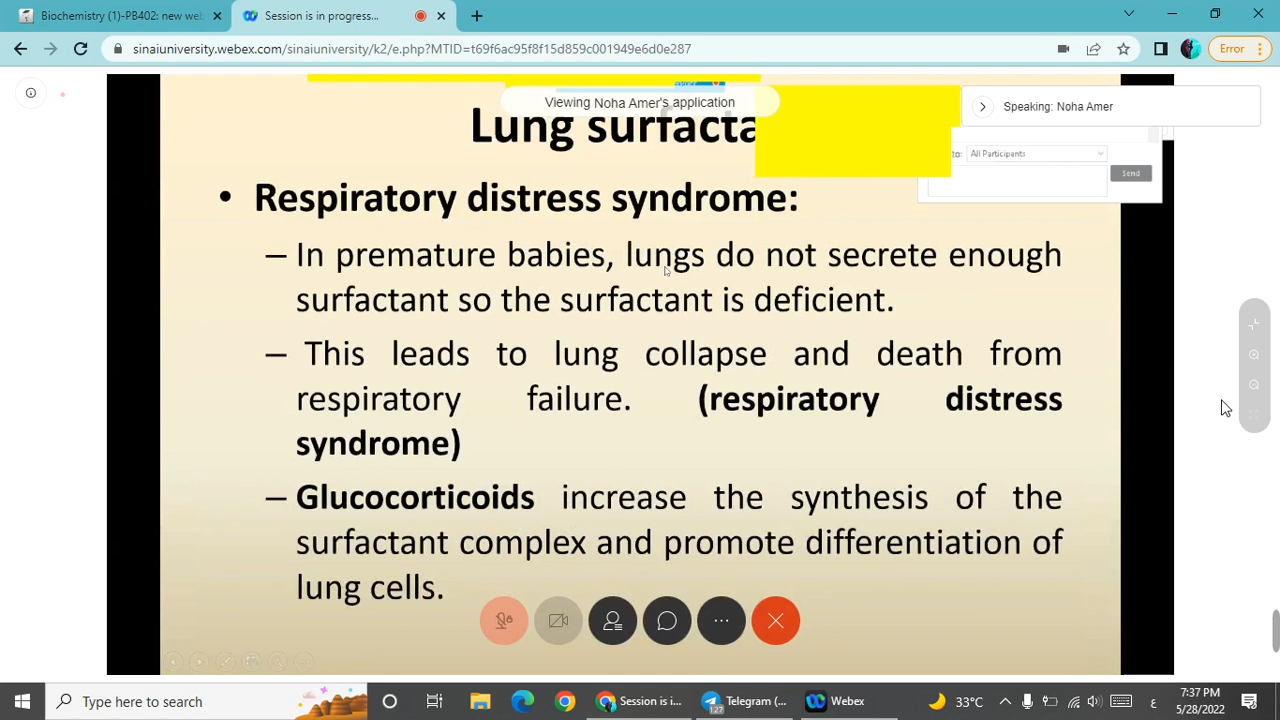 Biochemistry (1)-PB402: new web
Session is in progress...
sinaiuniversity.webex.com/sinaiuniversity/k2/e.php?MTID=t69f6ac95f8f15d859c001949e6d0e287
Error
Viewing Noha Amer's application
Speaking: Noha Amer
to: All Participants
Send
Lung surfacta
• Respiratory distress syndrome:
– In premature babies, lungs do not secrete enough
surfactant so the surfactant is deficient.
– This leads to lung collapse and death from
respiratory failure. (respiratory distress
syndrome)
– Glucocorticoids increase the synthesis of the
surfactant complex and promote differentiation of
lung cells.
Type here to search
Session is i...
Telegram (...
127
Webex
33°C
ع
7:37 PM
5/28/2022